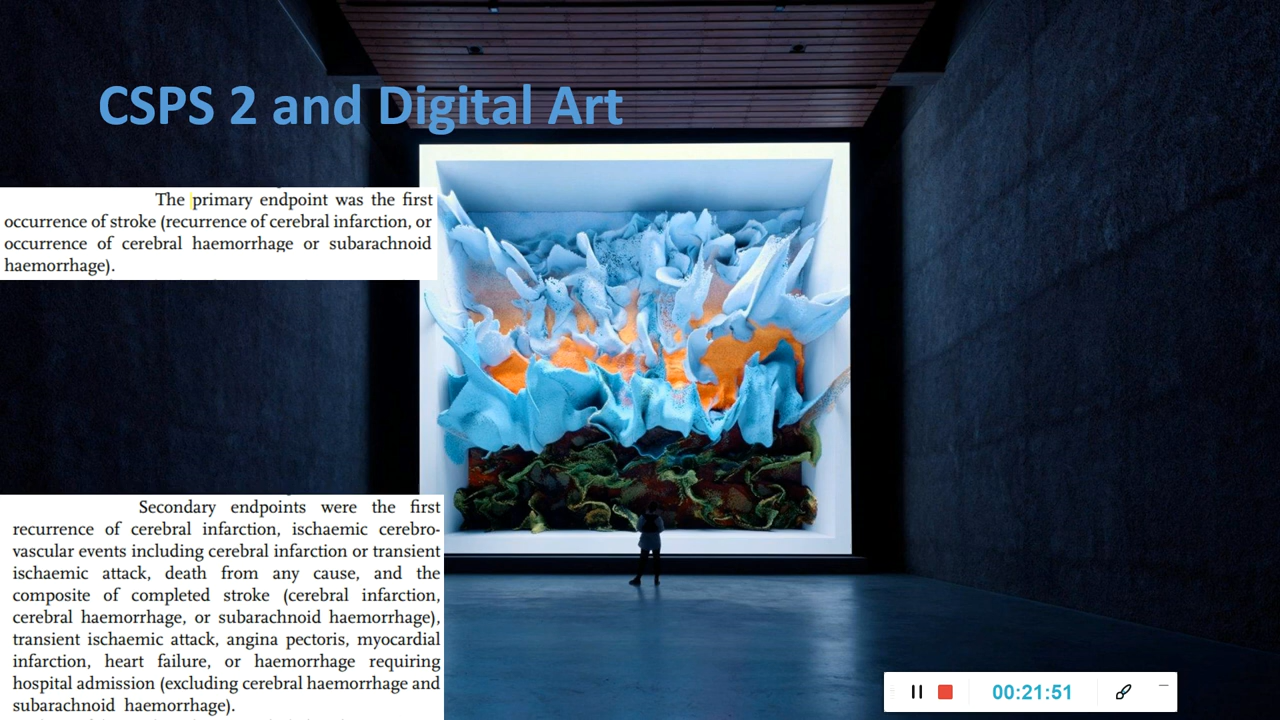 CSPS 2 and Digital Art
The primary endpoint was the first
occurrence of stroke (recurrence of cerebral infarction, or
occurrence of cerebral haemorrhage or subarachnoid
haemorrhage).
Secondary endpoints were the first
recurrence of cerebral infarction, ischaemic cerebro-
vascular events including cerebral infarction or transient
ischaemic attack, death from any cause, and the
composite of completed stroke (cerebral infarction,
cerebral haemorrhage, or subarachnoid haemorrhage),
transient ischaemic attack, angina pectoris, myocardial
infarction, heart failure, or haemorrhage requiring
hospital admission (excluding cerebral haemorrhage and
subarachnoid haemorrhage).
00:21:51